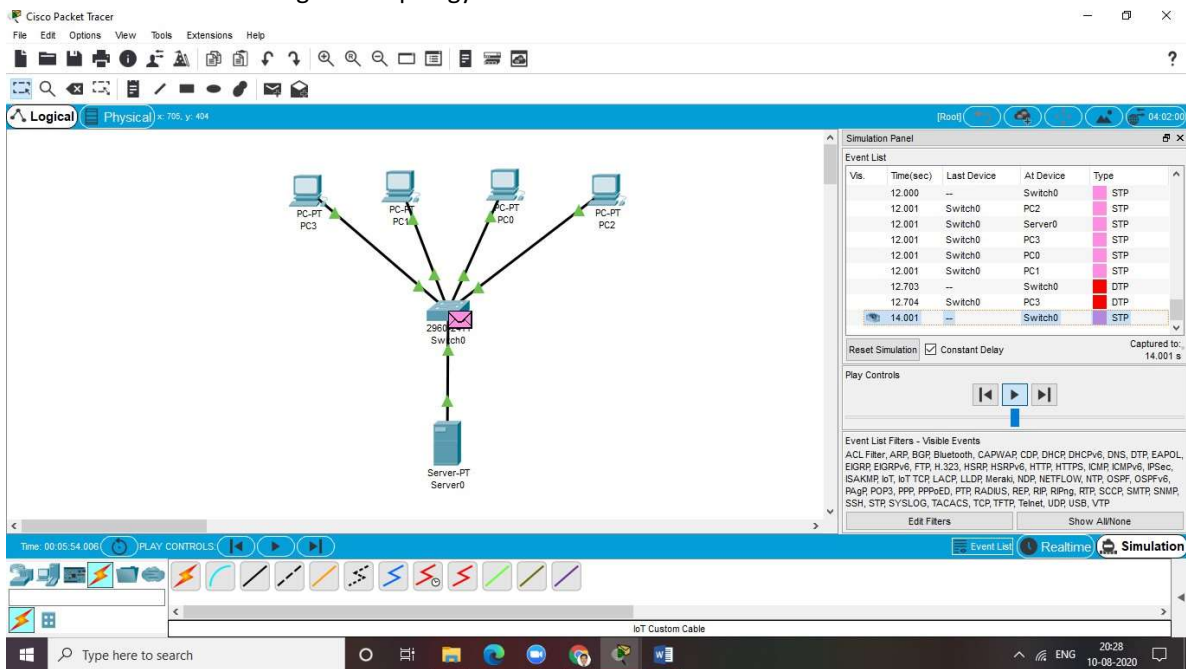 Cisco Packet Tracer
File Edit Options View Tools Extensions Help
?
Logical Physical x: 705, y: 404 [Root] 04:02:00
Simulation Panel
Event List
Vis. Time(sec) Last Device At Device Type
12.000 -- Switch0 STP
12.001 Switch0 PC2 STP
12.001 Switch0 Server0 STP
12.001 Switch0 PC3 STP
12.001 Switch0 PC0 STP
12.001 Switch0 PC1 STP
12.703 -- Switch0 DTP
12.704 Switch0 PC3 DTP
14.001 -- Switch0 STP
Reset Simulation Constant Delay Captured to:
14.001 s
Play Controls
Event List Filters - Visible Events
ACL Filter, ARP, BGP, Bluetooth, CAPWAP, CDP, DHCP, DHCPv6, DNS, DTP, EAPOL,
EIGRP, EIGRPv6, FTP, H.323, HSRP, HSRPv6, HTTP, HTTPS, ICMP, ICMPv6, IPSec,
ISAKMP, IoT, IoT TCP, LACP, LLDP, Meraki, NDP, NETFLOW, NTP, OSPF, OSPFv6,
PAgP, POP3, PPP, PPPoED, PTP, RADIUS, REP, RIP, RIPng, RTP, SCCP, SMTP, SNMP,
SSH, STP, SYSLOG, TACACS, TCP, TFTP, Telnet, UDP, USB, VTP
Edit Filters Show All/None
PC-PT
PC3
PC-PT
PC1
PC-PT
PC0
PC-PT
PC2
Switch0
Server-PT
Server0
Time: 00:05:54.006 PLAY CONTROLS: Event List Realtime Simulation
IoT Custom Cable
Type here to search
W
ENG
20:28
10-08-2020